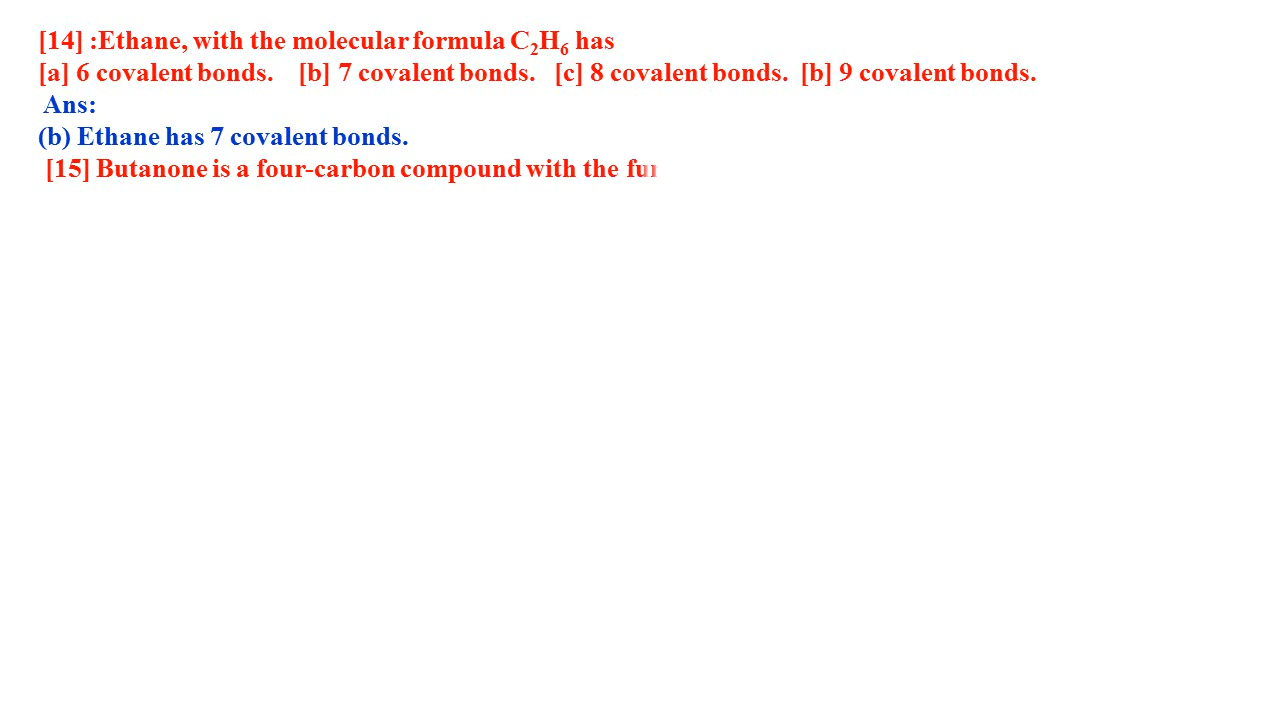 [14] :Ethane, with the molecular formula C₂H₆ has
[a] 6 covalent bonds. [b] 7 covalent bonds. [c] 8 covalent bonds. [b] 9 covalent bonds.
Ans:
(b) Ethane has 7 covalent bonds.
[15] Butanone is a four-carbon compound with the